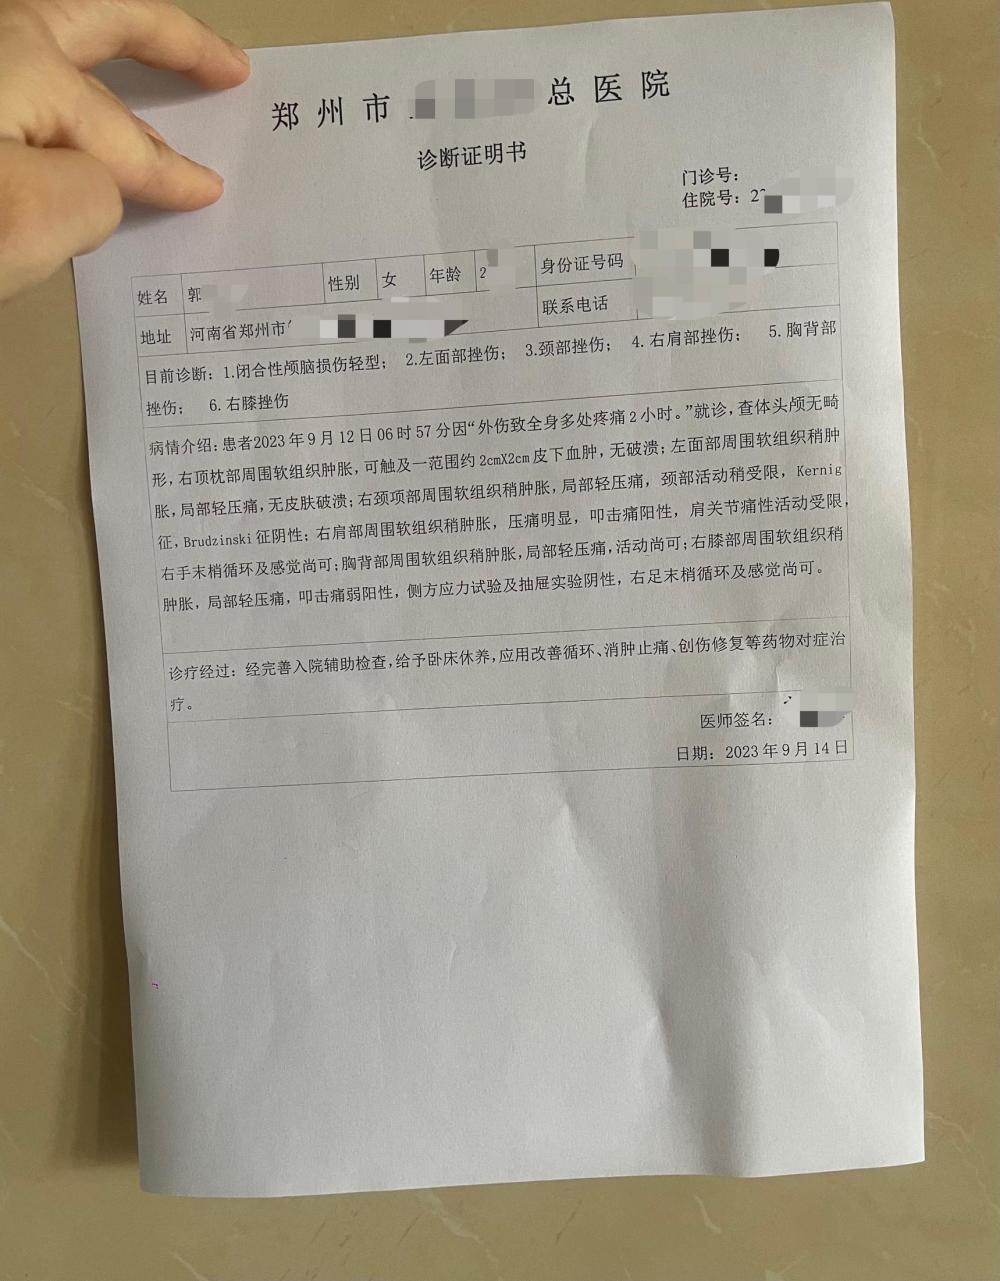 郑州市 总医院
诊断证明书
门诊号：
住院号：2
姓名 郭 性别 女 年龄 2 身份证号码
地址 河南省郑州市 联系电话
目前诊断：1.闭合性颅脑损伤轻型； 2.左面部挫伤； 3.颈部挫伤； 4.右肩部挫伤； 5.胸背部
挫伤； 6.右膝挫伤
病情介绍：患者2023年9月12日06时57分因“外伤致全身多处疼痛2小时。”就诊，查体头颅无畸
形，右顶枕部周围软组织肿胀，可触及一范围约2cmX2cm皮下血肿，无破溃；左面部周围软组织稍肿
胀，局部轻压痛，无皮肤破溃；右颈项部周围软组织稍肿胀，局部轻压痛，颈部活动稍受限，Kernig
征，Brudzinski征阴性；右肩部周围软组织稍肿胀，压痛明显，叩击痛阳性，肩关节痛性活动受限，
右手末梢循环及感觉尚可；胸背部周围软组织稍肿胀，局部轻压痛，活动尚可；右膝部周围软组织稍
肿胀，局部轻压痛，叩击痛弱阳性，侧方应力试验及抽屉实验阴性，右足末梢循环及感觉尚可。
诊疗经过：经完善入院辅助检查，给予卧床休养，应用改善循环、消肿止痛、创伤修复等药物对症治
疗。
医师签名：
日期：2023年9月14日